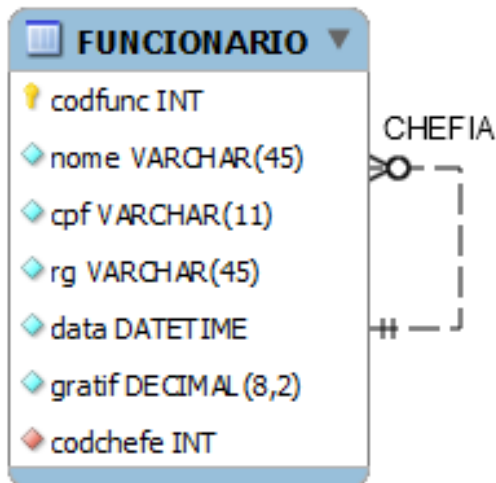 FUNCIONARIO
codfunc INT
CHEFIA
nome VARCHAR(45)
cpf VARCHAR(11)
rg VARCHAR(45)
data DATETIME
gratif DECIMAL(8,2)
codchefe INT